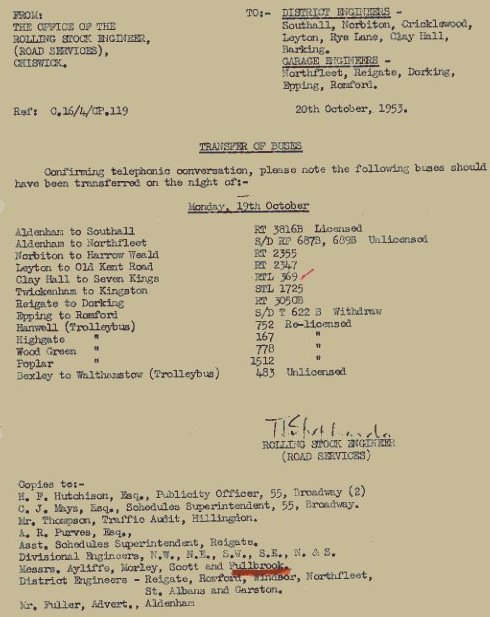 FROM:
THE OFFICE OF THE
ROLLING STOCK ENGINEER,
(ROAD SERVICES),
CHISWICK.
TO:- DISTRICT ENGINEERS -
Southall, Norbiton, Cricklewood,
Leyton, Rye Lane, Clay Hall,
Barking.
GARAGE ENGINEERS -
Northfleet, Reigate, Dorking,
Epping, Romford.
Ref: C.16/4/CP.119
20th October, 1953.
TRANSFER OF BUSES
Confirming telephonic conversation, please note the following buses should
have been transferred on the night of:-
Monday, 19th October
Aldenham to Southall RT 3816B Licensed
Aldenham to Northfleet S/D RT 687B, 689B Unlicensed
Norbiton to Harrow Weald RT 2355
Leyton to Old Kent Road RT 2347
Clay Hall to Seven Kings RTL 369
Twickenham to Kingston STL 1725
Reigate to Dorking RT 3050B
Epping to Romford S/D T 622 B Withdraw
Hanwell (Trolleybus) 752 Re-licensed
Highgate " 167 "
Wood Green " 778 "
Poplar " 1512 "
Bexley to Walthamstow (Trolleybus) 483 Unlicensed
ROLLING STOCK ENGINEER
(ROAD SERVICES)
Copies to:-
H. F. Hutchison, Esq., Publicity Officer, 55, Broadway (2)
C. J. Mays, Esq., Schedules Superintendent, 55, Broadway.
Mr. Thompson, Traffic Audit, Hillingdon.
A. R. Purves, Esq.,
Asst. Schedules Superintendent, Reigate.
Divisional Engineers, N.W., N.E., S.W., S.E., N. & S.
Messrs. Ayliffe, Morley, Scott and Pullbrook.
District Engineers - Reigate, Romford, Windsor, Northfleet,
St. Albans and Garston.
Mr. Fuller, Advert., Aldenham